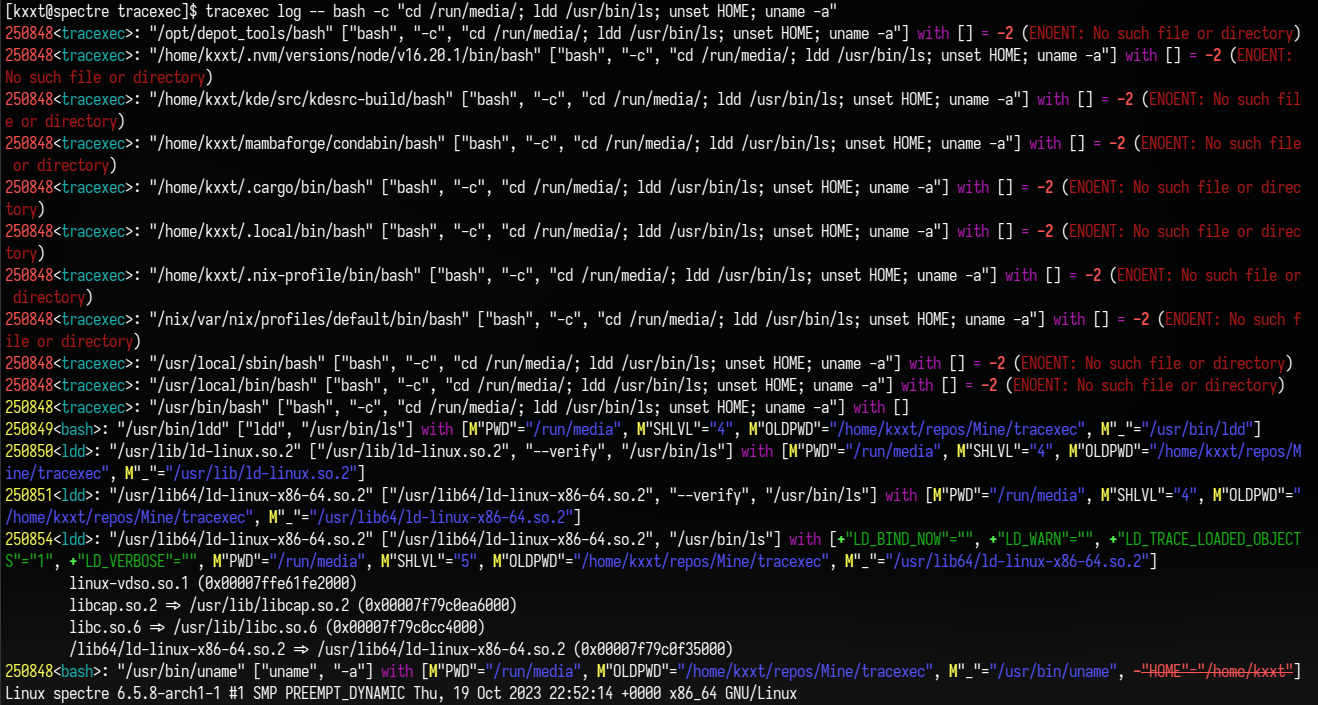 [kxxt@spectre tracexec]$ tracexec log -- bash -c "cd /run/media/; ldd /usr/bin/ls; unset HOME; uname -a"
250848<tracexec>: "/opt/depot_tools/bash" ["bash", "-c", "cd /run/media/; ldd /usr/bin/ls; unset HOME; uname -a"] with [] = -2 (ENOENT: No such file or directory)
250848<tracexec>: "/home/kxxt/.nvm/versions/node/v16.20.1/bin/bash" ["bash", "-c", "cd /run/media/; ldd /usr/bin/ls; unset HOME; uname -a"] with [] = -2 (ENOENT:
No such file or directory)
250848<tracexec>: "/home/kxxt/kde/src/kdesrc-build/bash" ["bash", "-c", "cd /run/media/; ldd /usr/bin/ls; unset HOME; uname -a"] with [] = -2 (ENOENT: No such fil
e or directory)
250848<tracexec>: "/home/kxxt/mambaforge/condabin/bash" ["bash", "-c", "cd /run/media/; ldd /usr/bin/ls; unset HOME; uname -a"] with [] = -2 (ENOENT: No such file
 or directory)
250848<tracexec>: "/home/kxxt/.cargo/bin/bash" ["bash", "-c", "cd /run/media/; ldd /usr/bin/ls; unset HOME; uname -a"] with [] = -2 (ENOENT: No such file or direc
tory)
250848<tracexec>: "/home/kxxt/.local/bin/bash" ["bash", "-c", "cd /run/media/; ldd /usr/bin/ls; unset HOME; uname -a"] with [] = -2 (ENOENT: No such file or direc
tory)
250848<tracexec>: "/home/kxxt/.nix-profile/bin/bash" ["bash", "-c", "cd /run/media/; ldd /usr/bin/ls; unset HOME; uname -a"] with [] = -2 (ENOENT: No such file or
 directory)
250848<tracexec>: "/nix/var/nix/profiles/default/bin/bash" ["bash", "-c", "cd /run/media/; ldd /usr/bin/ls; unset HOME; uname -a"] with [] = -2 (ENOENT: No such f
ile or directory)
250848<tracexec>: "/usr/local/sbin/bash" ["bash", "-c", "cd /run/media/; ldd /usr/bin/ls; unset HOME; uname -a"] with [] = -2 (ENOENT: No such file or directory)
250848<tracexec>: "/usr/local/bin/bash" ["bash", "-c", "cd /run/media/; ldd /usr/bin/ls; unset HOME; uname -a"] with [] = -2 (ENOENT: No such file or directory)
250848<tracexec>: "/usr/bin/bash" ["bash", "-c", "cd /run/media/; ldd /usr/bin/ls; unset HOME; uname -a"] with []
250849<bash>: "/usr/bin/ldd" ["ldd", "/usr/bin/ls"] with [M"PWD"="/run/media", M"SHLVL"="4", M"OLDPWD"="/home/kxxt/repos/Mine/tracexec", M"_"="/usr/bin/ldd"]
250850<ldd>: "/usr/lib/ld-linux.so.2" ["/usr/lib/ld-linux.so.2", "--verify", "/usr/bin/ls"] with [M"PWD"="/run/media", M"SHLVL"="4", M"OLDPWD"="/home/kxxt/repos/M
ine/tracexec", M"_"="/usr/lib/ld-linux.so.2"]
250851<ldd>: "/usr/lib64/ld-linux-x86-64.so.2" ["/usr/lib64/ld-linux-x86-64.so.2", "--verify", "/usr/bin/ls"] with [M"PWD"="/run/media", M"SHLVL"="4", M"OLDPWD"="
/home/kxxt/repos/Mine/tracexec", M"_"="/usr/lib64/ld-linux-x86-64.so.2"]
250854<ldd>: "/usr/lib64/ld-linux-x86-64.so.2" ["/usr/lib64/ld-linux-x86-64.so.2", "/usr/bin/ls"] with [+"LD_BIND_NOW"="", +"LD_WARN"="", +"LD_TRACE_LOADED_OBJECT
S"="1", +"LD_VERBOSE"="", M"PWD"="/run/media", M"SHLVL"="5", M"OLDPWD"="/home/kxxt/repos/Mine/tracexec", M"_"="/usr/lib64/ld-linux-x86-64.so.2"]
        linux-vdso.so.1 (0x00007ffe61fe2000)
        libcap.so.2 => /usr/lib/libcap.so.2 (0x00007f79c0ea6000)
        libc.so.6 => /usr/lib/libc.so.6 (0x00007f79c0cc4000)
        /lib64/ld-linux-x86-64.so.2 => /usr/lib64/ld-linux-x86-64.so.2 (0x00007f79c0f35000)
250848<bash>: "/usr/bin/uname" ["uname", "-a"] with [M"PWD"="/run/media", M"OLDPWD"="/home/kxxt/repos/Mine/tracexec", M"_"="/usr/bin/uname", -"HOME"="/home/kxxt"]
Linux spectre 6.5.8-arch1-1 #1 SMP PREEMPT_DYNAMIC Thu, 19 Oct 2023 22:52:14 +0000 x86_64 GNU/Linux